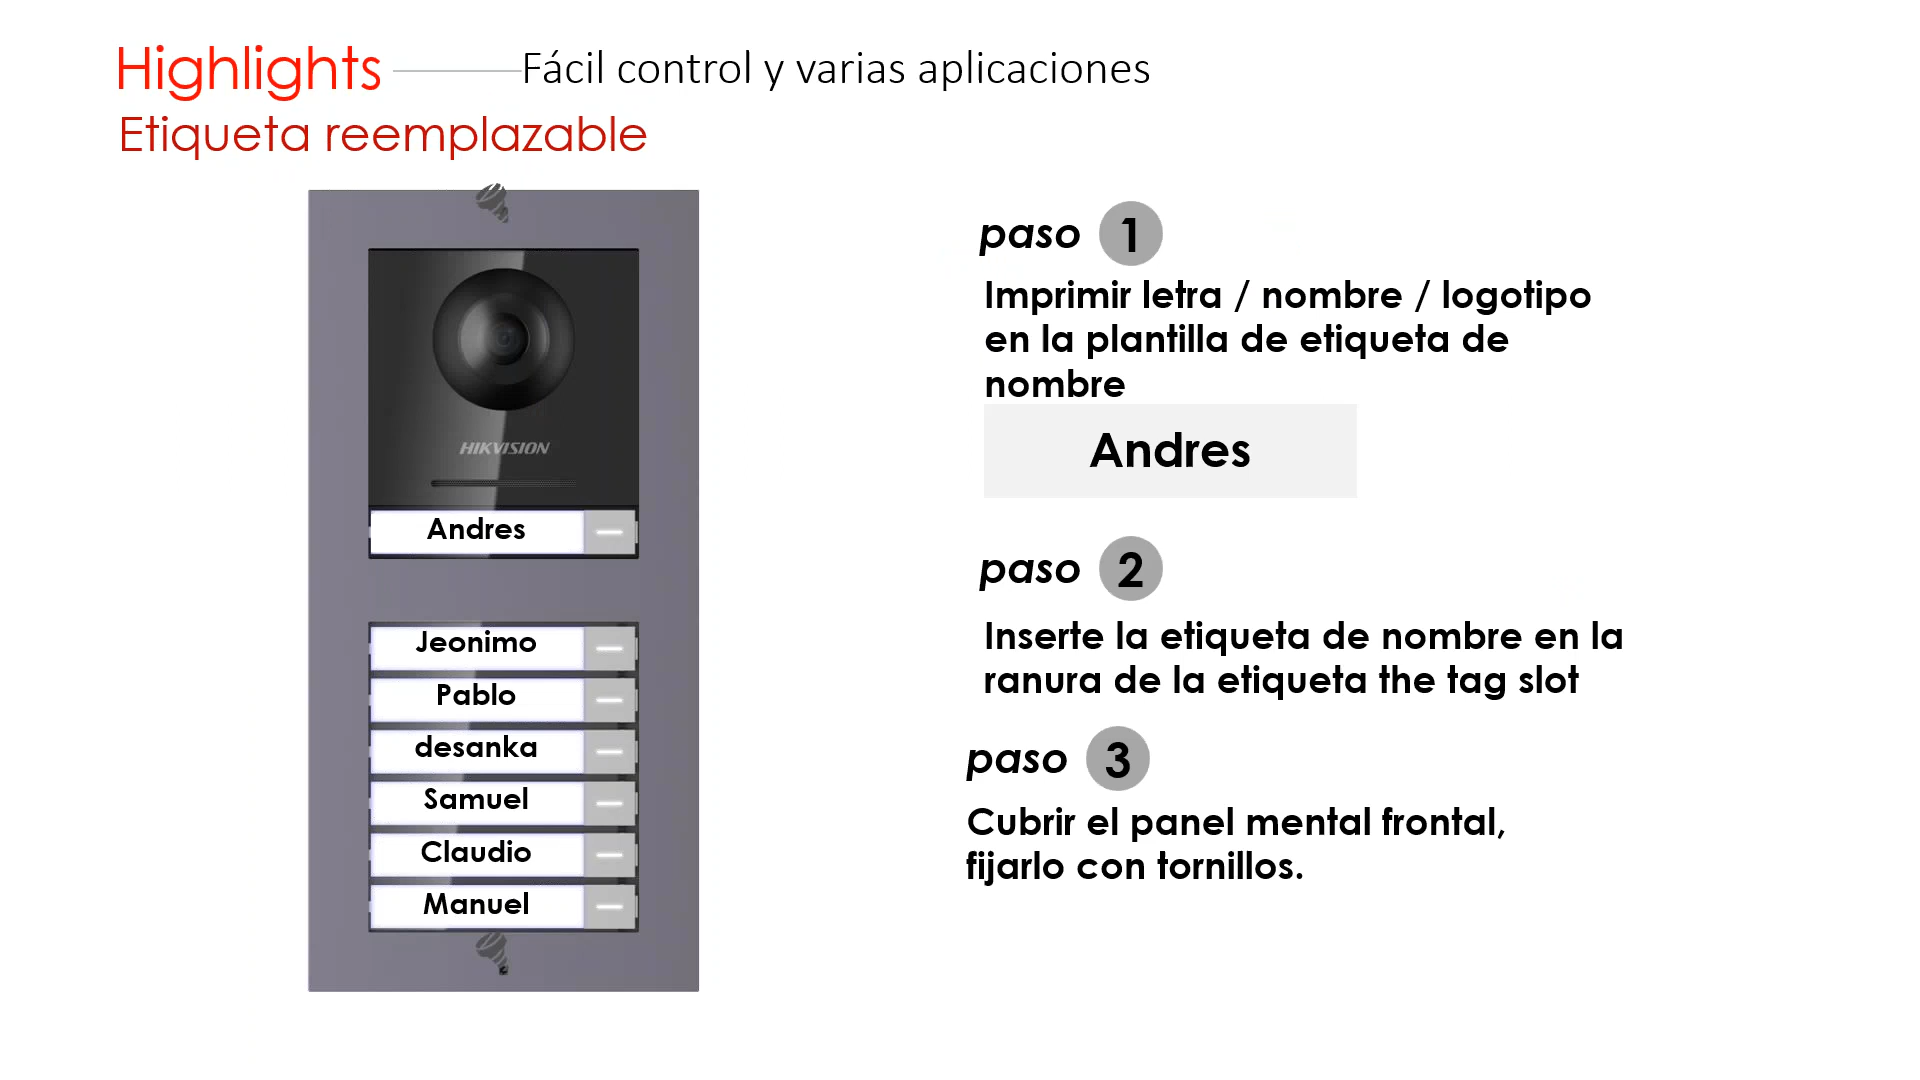 Highlights Fácil control y varias aplicaciones
Etiqueta reemplazable
HIKVISION
Andres
Jeonimo
Pablo
desanka
Samuel
Claudio
Manuel
paso 1
Imprimir letra / nombre / logotipo
en la plantilla de etiqueta de
nombre
Andres
paso 2
Inserte la etiqueta de nombre en la
ranura de la etiqueta the tag slot
paso 3
Cubrir el panel mental frontal,
fijarlo con tornillos.